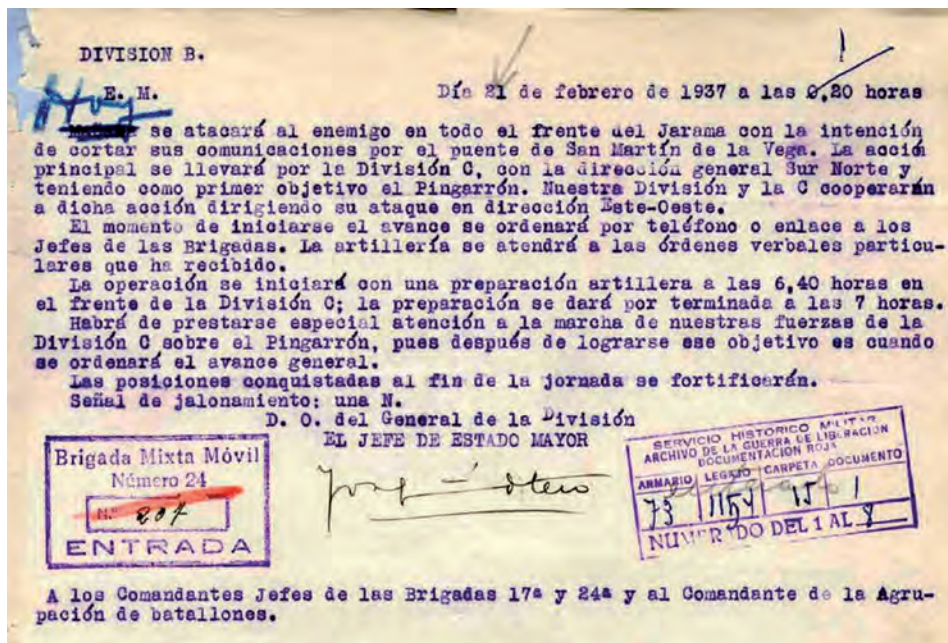 DIVISION B.
E. M.
Hoy
Día 21 de febrero de 1937 a las 6,20 horas
se atacará al enemigo en todo el frente del Jarama con la intención
de cortar sus comunicaciones por el puente de San Martín de la Vega. La acción
principal se llevará por la División C, con la dirección general Sur Norte y
teniendo como primer objetivo el Pingarrón. Nuestra División y la C cooperarán
a dicha acción dirigiendo su ataque en dirección Este-Oeste.
El momento de iniciarse el avance se ordenará por teléfono o enlace a los
Jefes de las Brigadas. La artillería se atendrá a las órdenes verbales particu-
lares que ha recibido.
La operación se iniciará con una preparación artillera a las 6,40 horas en
el frente de la División C; la preparación se dará por terminada a las 7 horas.
Habrá de prestarse especial atención a la marcha de nuestras fuerzas de la
División C sobre el Pingarrón, pues después de lograrse ese objetivo es cuando
se ordenará el avance general.
Las posiciones conquistadas al fin de la jornada se fortificarán.
Señal de jalonamiento: una N.
D. O. del General de la División
EL JEFE DE ESTADO MAYOR
Brigada Mixta Móvil
Número 24
N.º 207
ENTRADA
SERVICIO HISTORICO MILITAR
ARCHIVO DE LA GUERRA DE LIBERACION
DOCUMENTACION ROJA
ARMARIO LEGAJO CARPETA DOCUMENTO
73 1154 15 1
NUMERADO DEL 1 AL 8
A los Comandantes Jefes de las Brigadas 17ª y 24ª y al Comandante de la Agru-
pación de batallones.